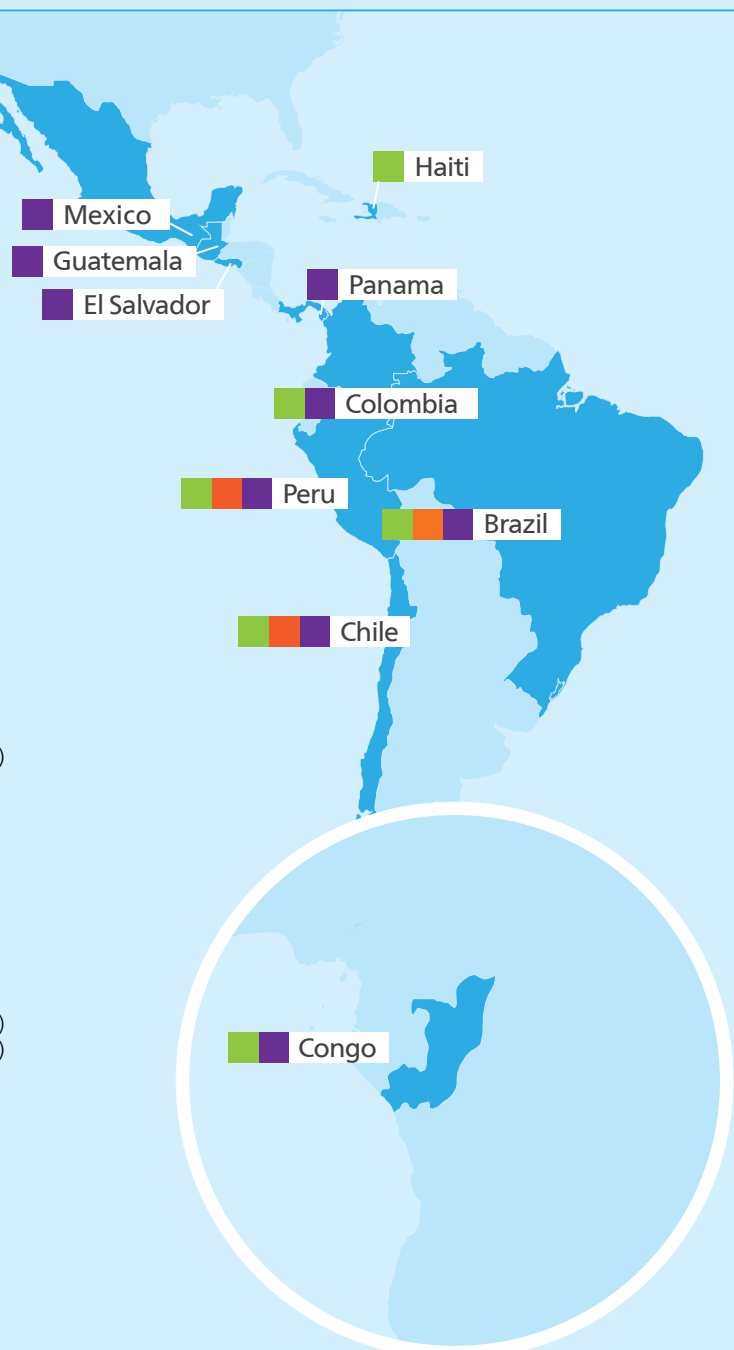 Haiti
Mexico
Guatemala
Panama
El Salvador
Colombia
Peru
Brazil
Chile
)
)
)
Congo